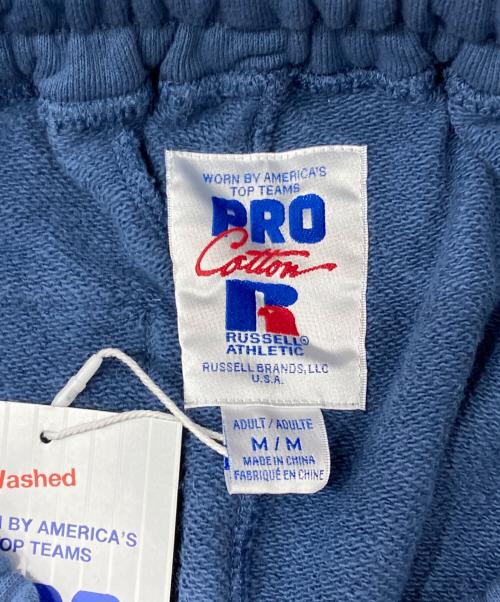 WORN BY AMERICA'S
TOP TEAMS
PRO
Cotton
R
RUSSELL®
ATHLETIC
RUSSELL BRANDS, LLC
U.S.A.
ADULT / ADULTE
M / M
MADE IN CHINA
FABRIQUÉ EN CHINE
Washed
BY AMERICA'S
TOP TEAMS